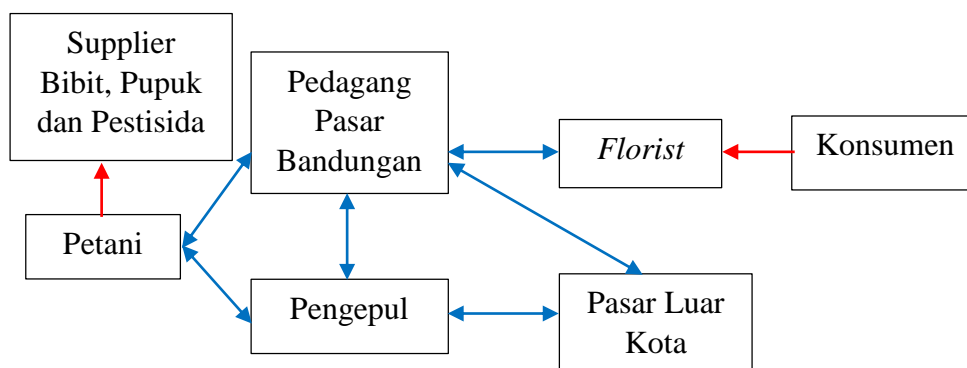 Supplier
Bibit, Pupuk
dan Pestisida
Pedagang
Pasar
Bandungan
Florist
Konsumen
Petani
Pengepul
Pasar Luar
Kota